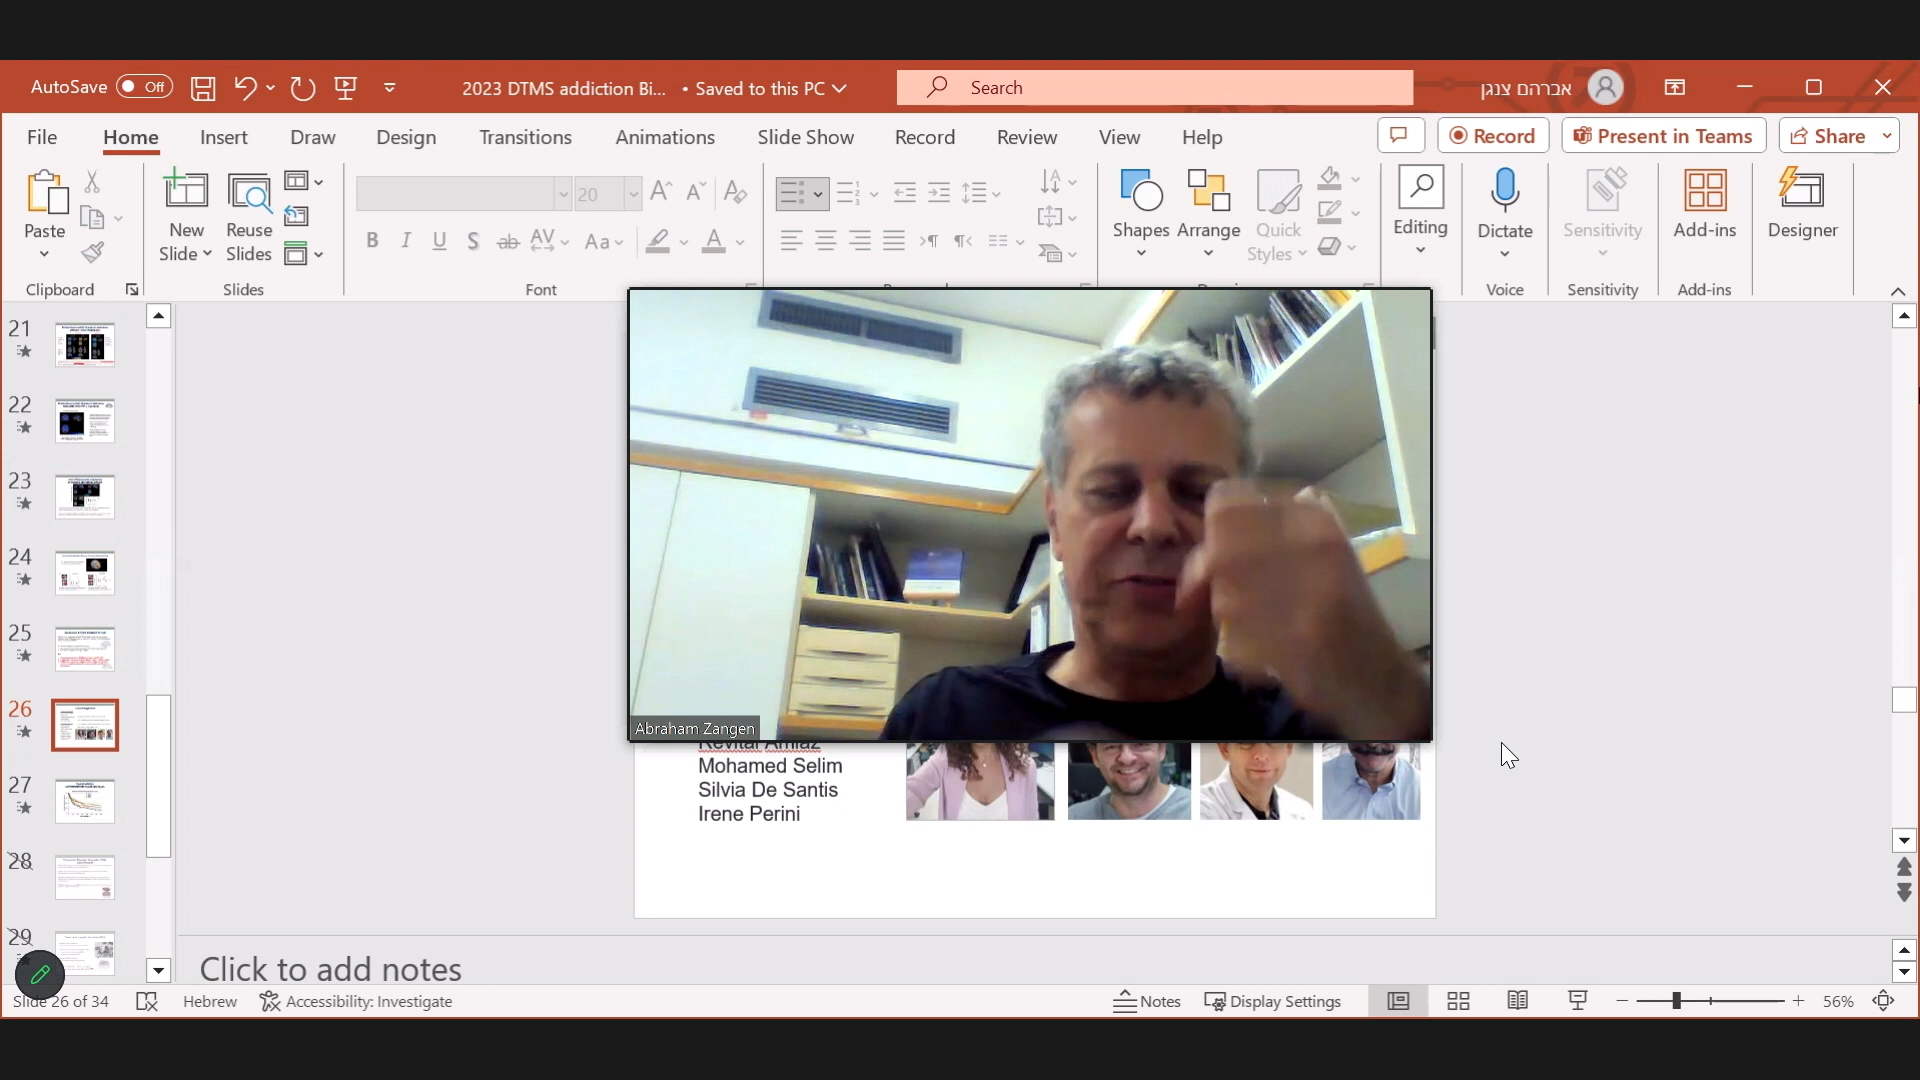 AutoSave Off
2023 DTMS addiction Bi... • Saved to this PC
Search
אברהם צנגן
File Home Insert Draw Design Transitions Animations Slide Show Record Review View Help
Record Present in Teams Share
Paste
New Slide
Reuse Slides
20
Shapes Arrange Quick Styles
Editing
Dictate
Sensitivity
Add-ins
Designer
Clipboard Slides Font Voice Sensitivity Add-ins
21
22
23
24
25
26
27
28
29
Abraham Zangen
Revital Amiaz
Mohamed Selim
Silvia De Santis
Irene Perini
Click to add notes
Slide 26 of 34 Hebrew Accessibility: Investigate Notes Display Settings 56%